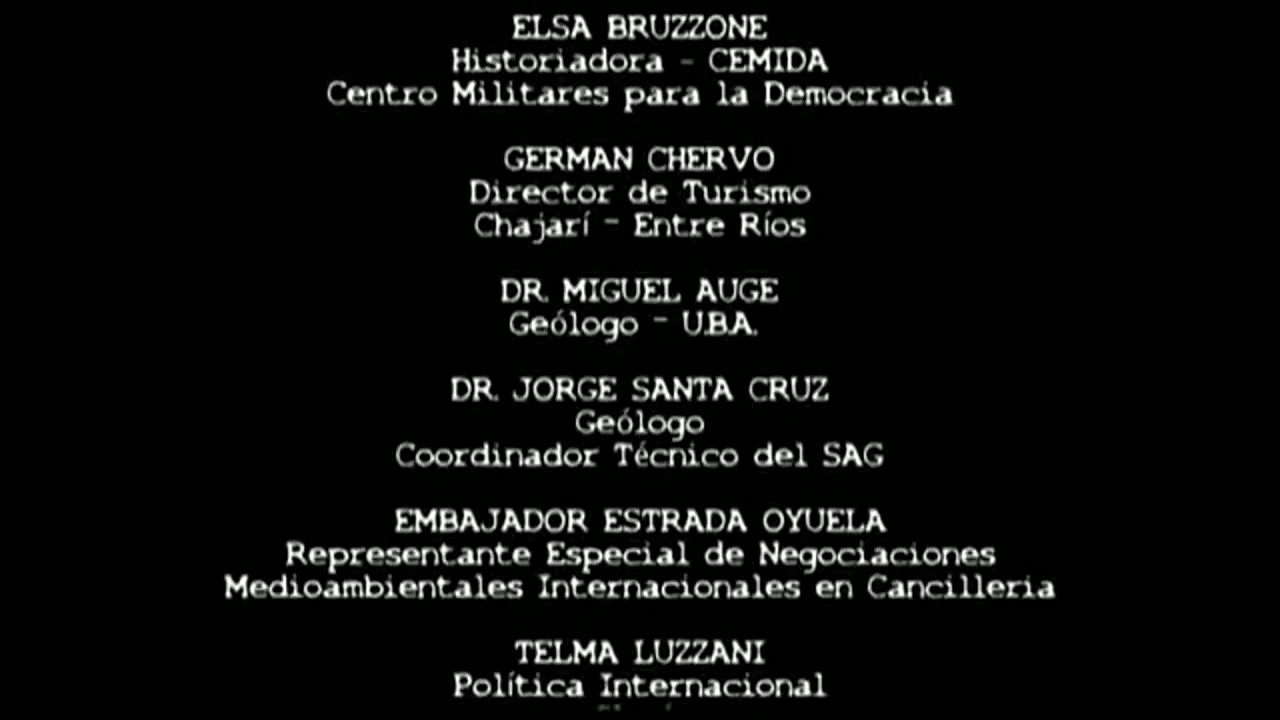 ELSA BRUZZONE
Historiadora - CEMIDA
Centro Militares para la Democracia
GERMAN CHERVO
Director de Turismo
Chajarí - Entre Ríos
DR. MIGUEL AUGE
Geólogo - U.B.A.
DR. JORGE SANTA CRUZ
Geólogo
Coordinador Técnico del SAG
EMBAJADOR ESTRADA OYUELA
Representante Especial de Negociaciones
Medioambientales Internacionales en Cancilleria
TELMA LUZZANI
Política Internacional